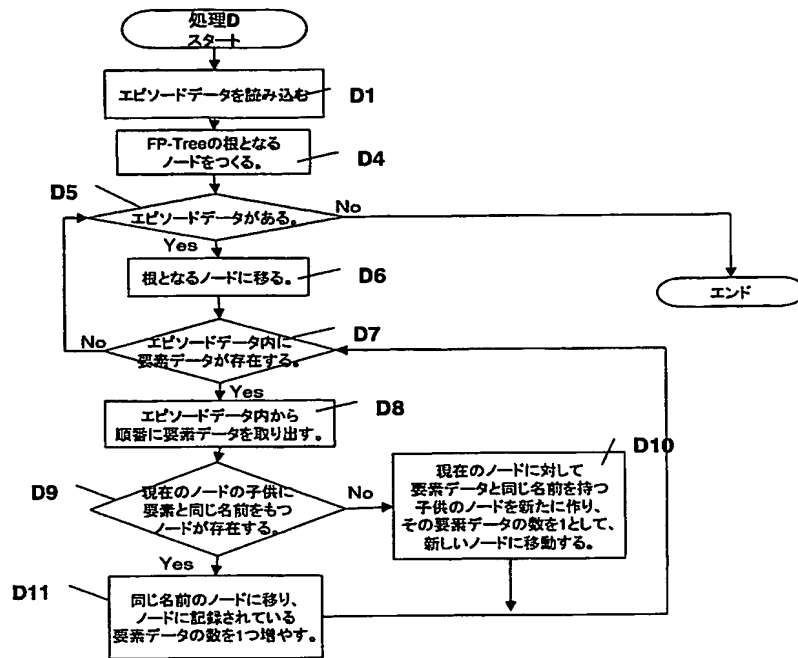 処理D
スタート
エピソードデータを読み込む
D1
FP-Treeの根となる
ノードをつくる。
D4
D5
エピソードデータがある。
No
Yes
根となるノードに移る。
D6
エンド
No
エピソードデータ内に
要素データが存在する。
D7
Yes
エピソードデータ内から
順番に要素データを取り出す。
D8
D9
現在のノードの子供に
要素と同じ名前をもつ
ノードが存在する。
No
D10
現在のノードに対して
要素データと同じ名前を持つ
子供のノードを新たに作り、
その要素データの数を1として、
新しいノードに移動する。
Yes
D11
同じ名前のノードに移り、
ノードに記録されている
要素データの数を1つ増やす。